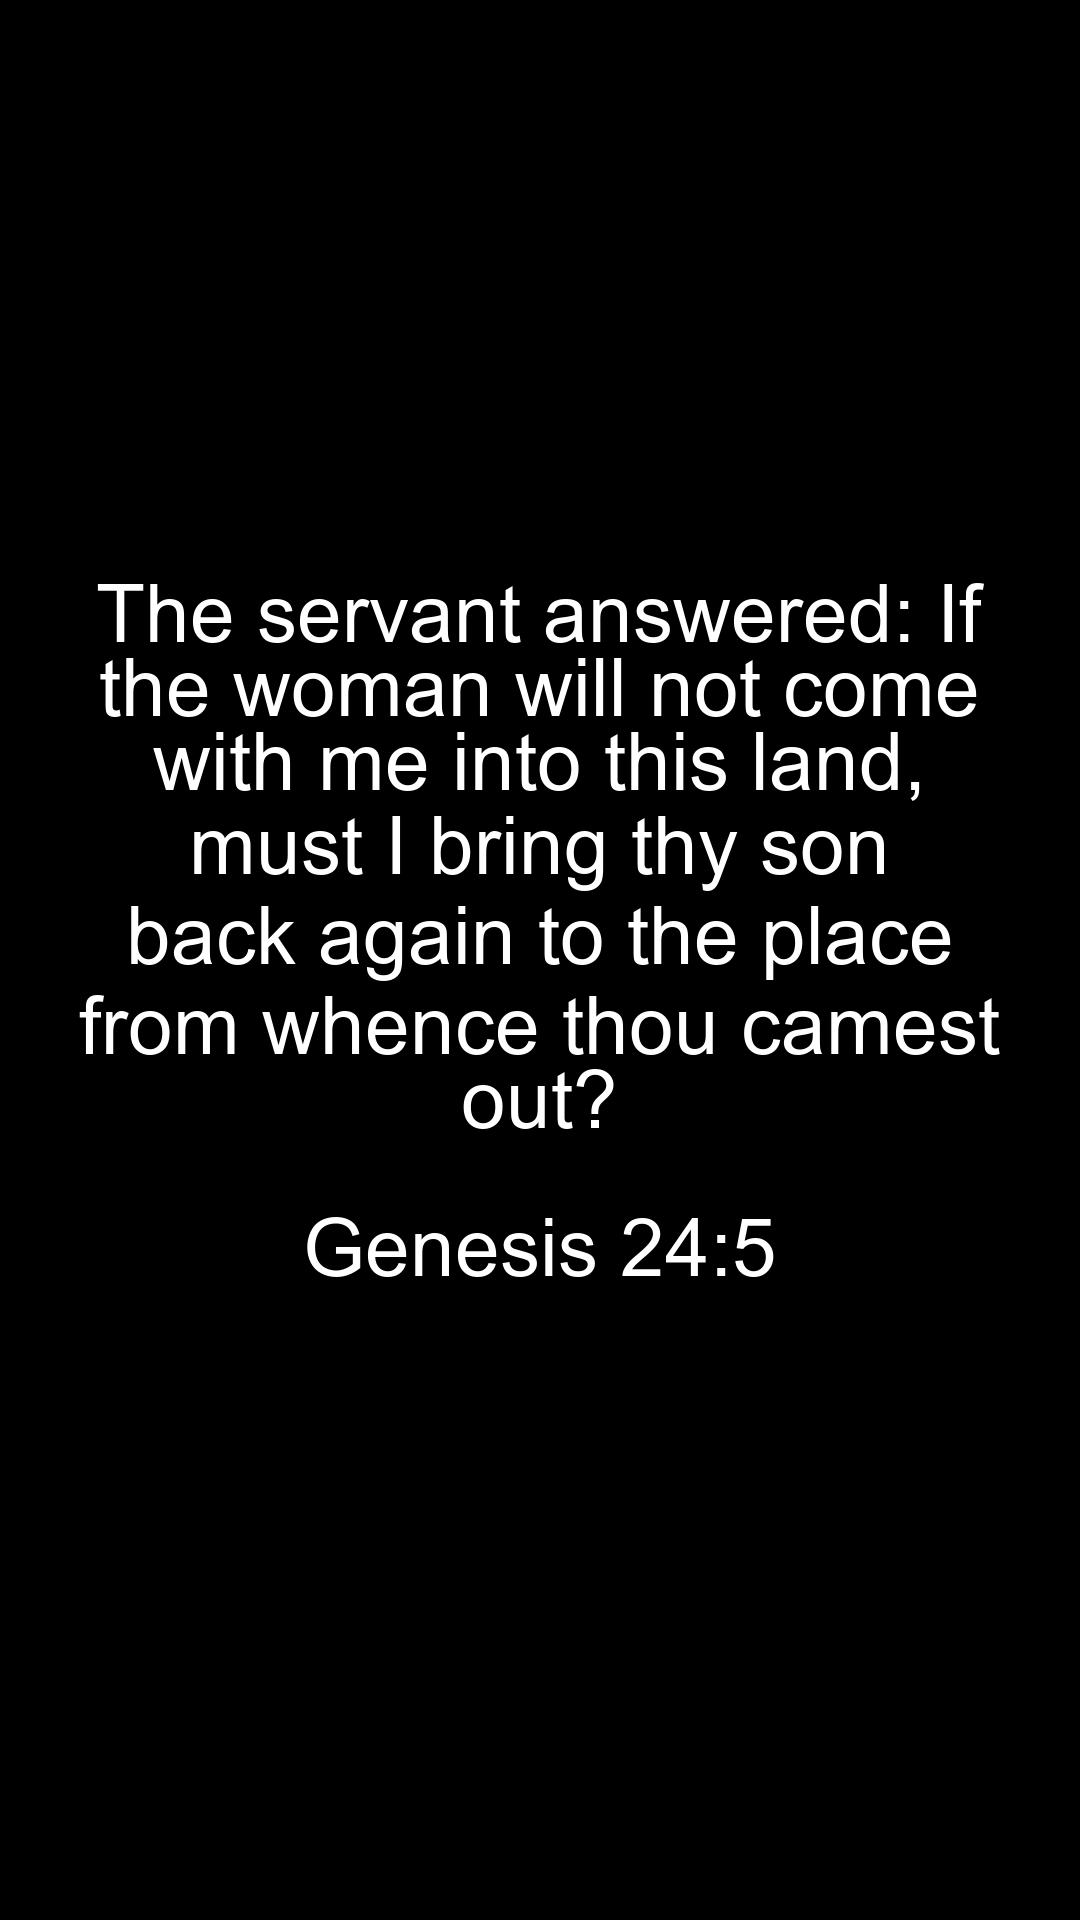 The servant answered: If
the woman will not come
with me into this land,
must I bring thy son
back again to the place
from whence thou camest
out?
Genesis 24:5